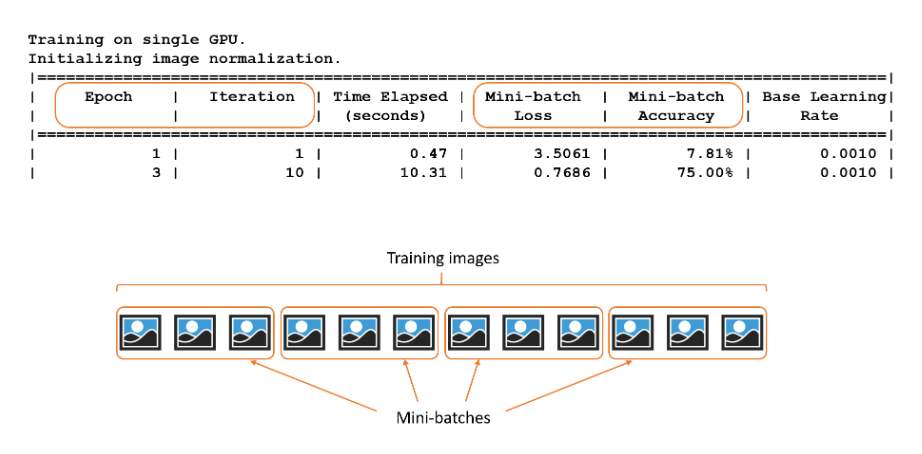 Training on single GPU.
Initializing image normalization.
|=========================================================================================|
| Epoch | Iteration | Time Elapsed | Mini-batch | Mini-batch | Base Learning|
| | | (seconds) | Loss | Accuracy | Rate |
|=========================================================================================|
| 1 | 1 | 0.47 | 3.5061 | 7.81% | 0.0010 |
| 3 | 10 | 10.31 | 0.7686 | 75.00% | 0.0010 |
Training images
Mini-batches